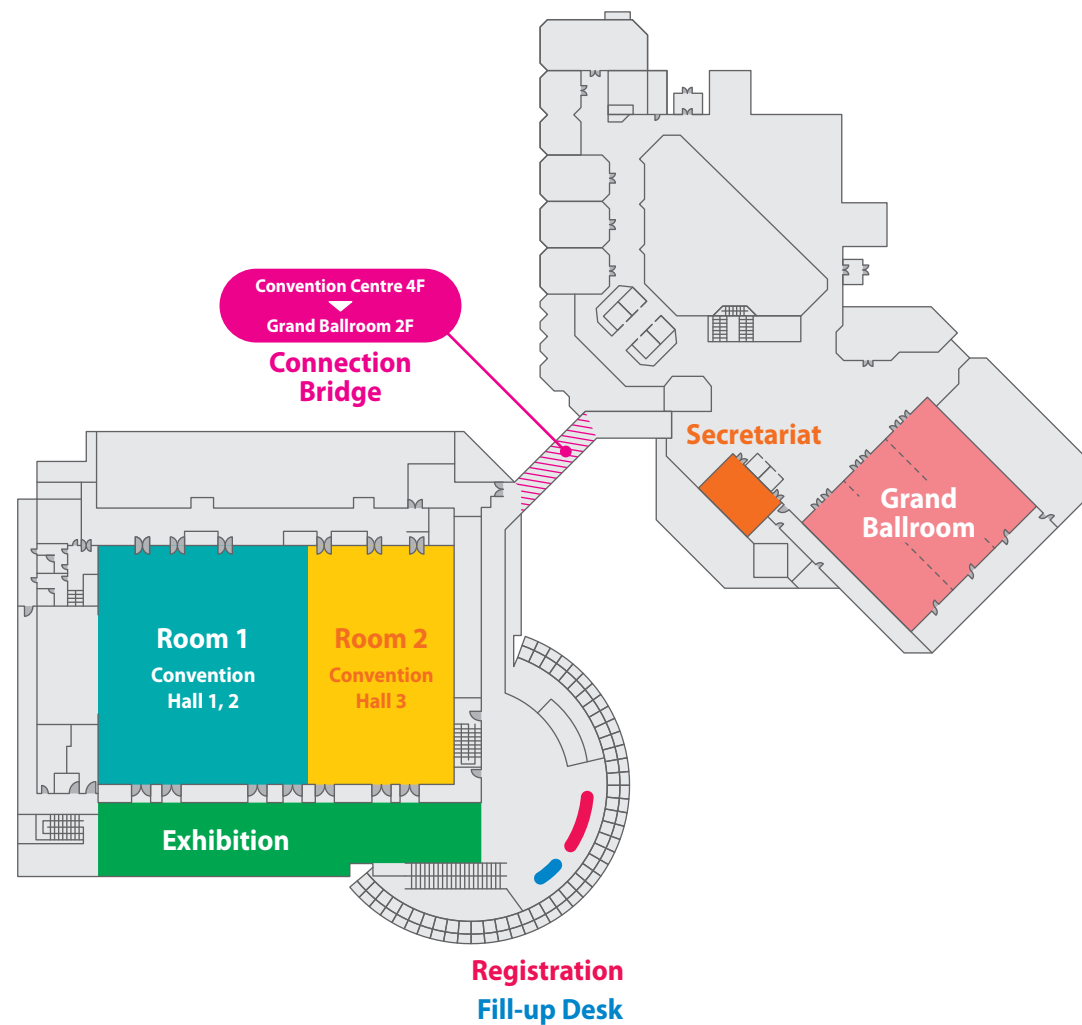 Convention Centre 4F
Grand Ballroom 2F
Connection
Bridge
Secretariat
Grand
Ballroom
Room 1
Convention
Hall 1, 2
Room 2
Convention
Hall 3
Exhibition
Registration
Fill-up Desk